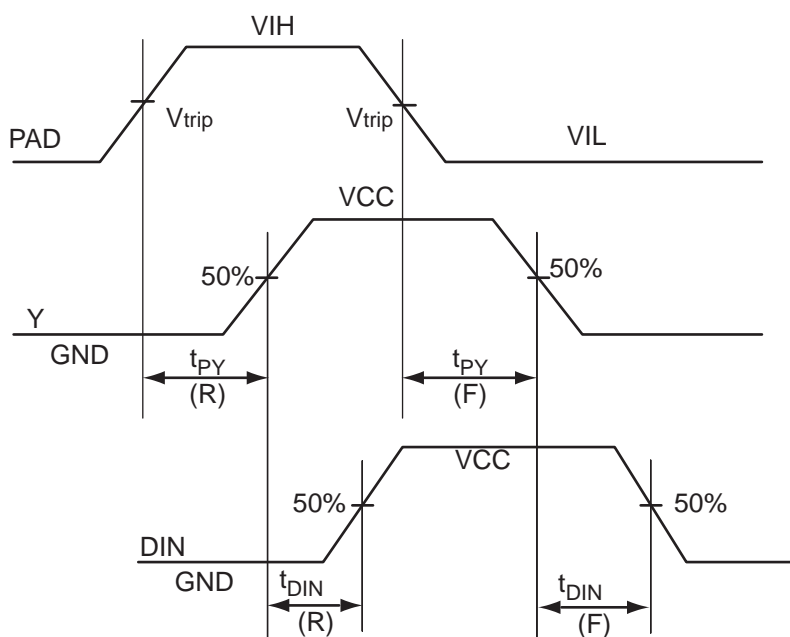 VIH
Vtrip
Vtrip
PAD
VIL
VCC
50%
50%
Y
GND
tPY
(R)
tPY
(F)
VCC
50%
50%
DIN
GND
tDIN
(R)
tDIN
(F)